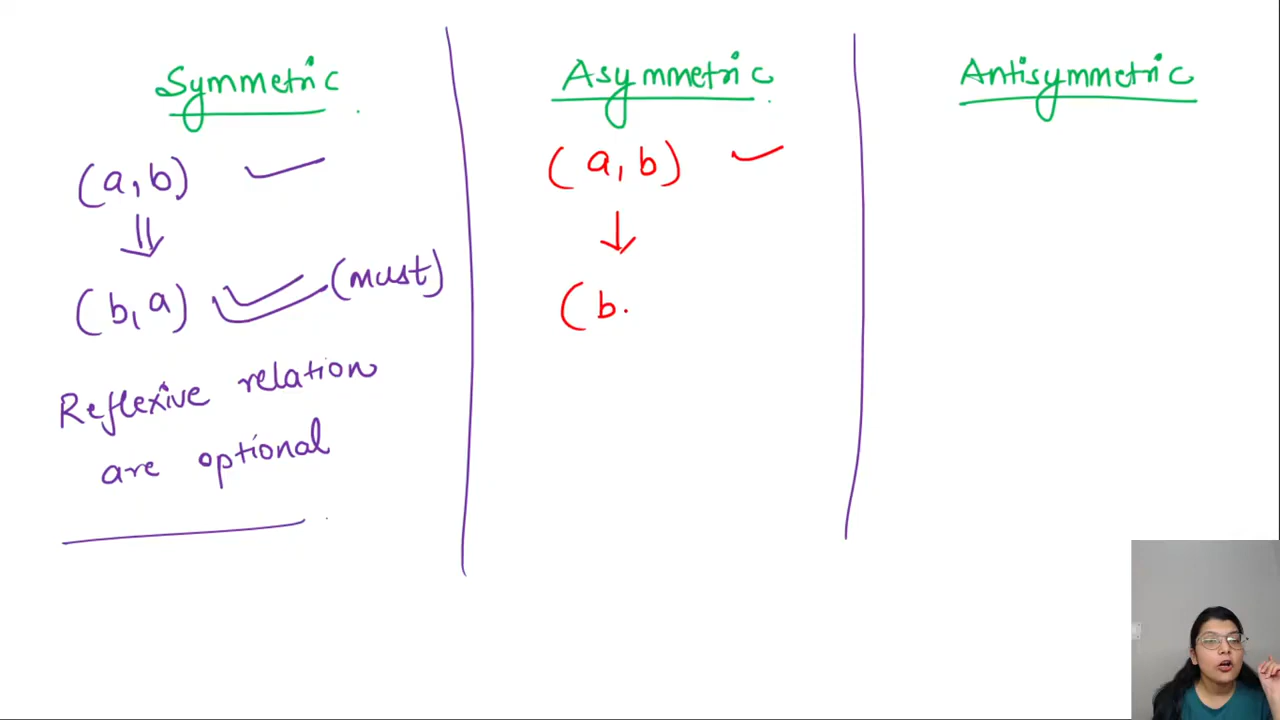 Symmetric
(a,b)
(b,a) (must)
Reflexive relation
are optional
Asymmetric
(a,b)
(b.
Antisymmetric